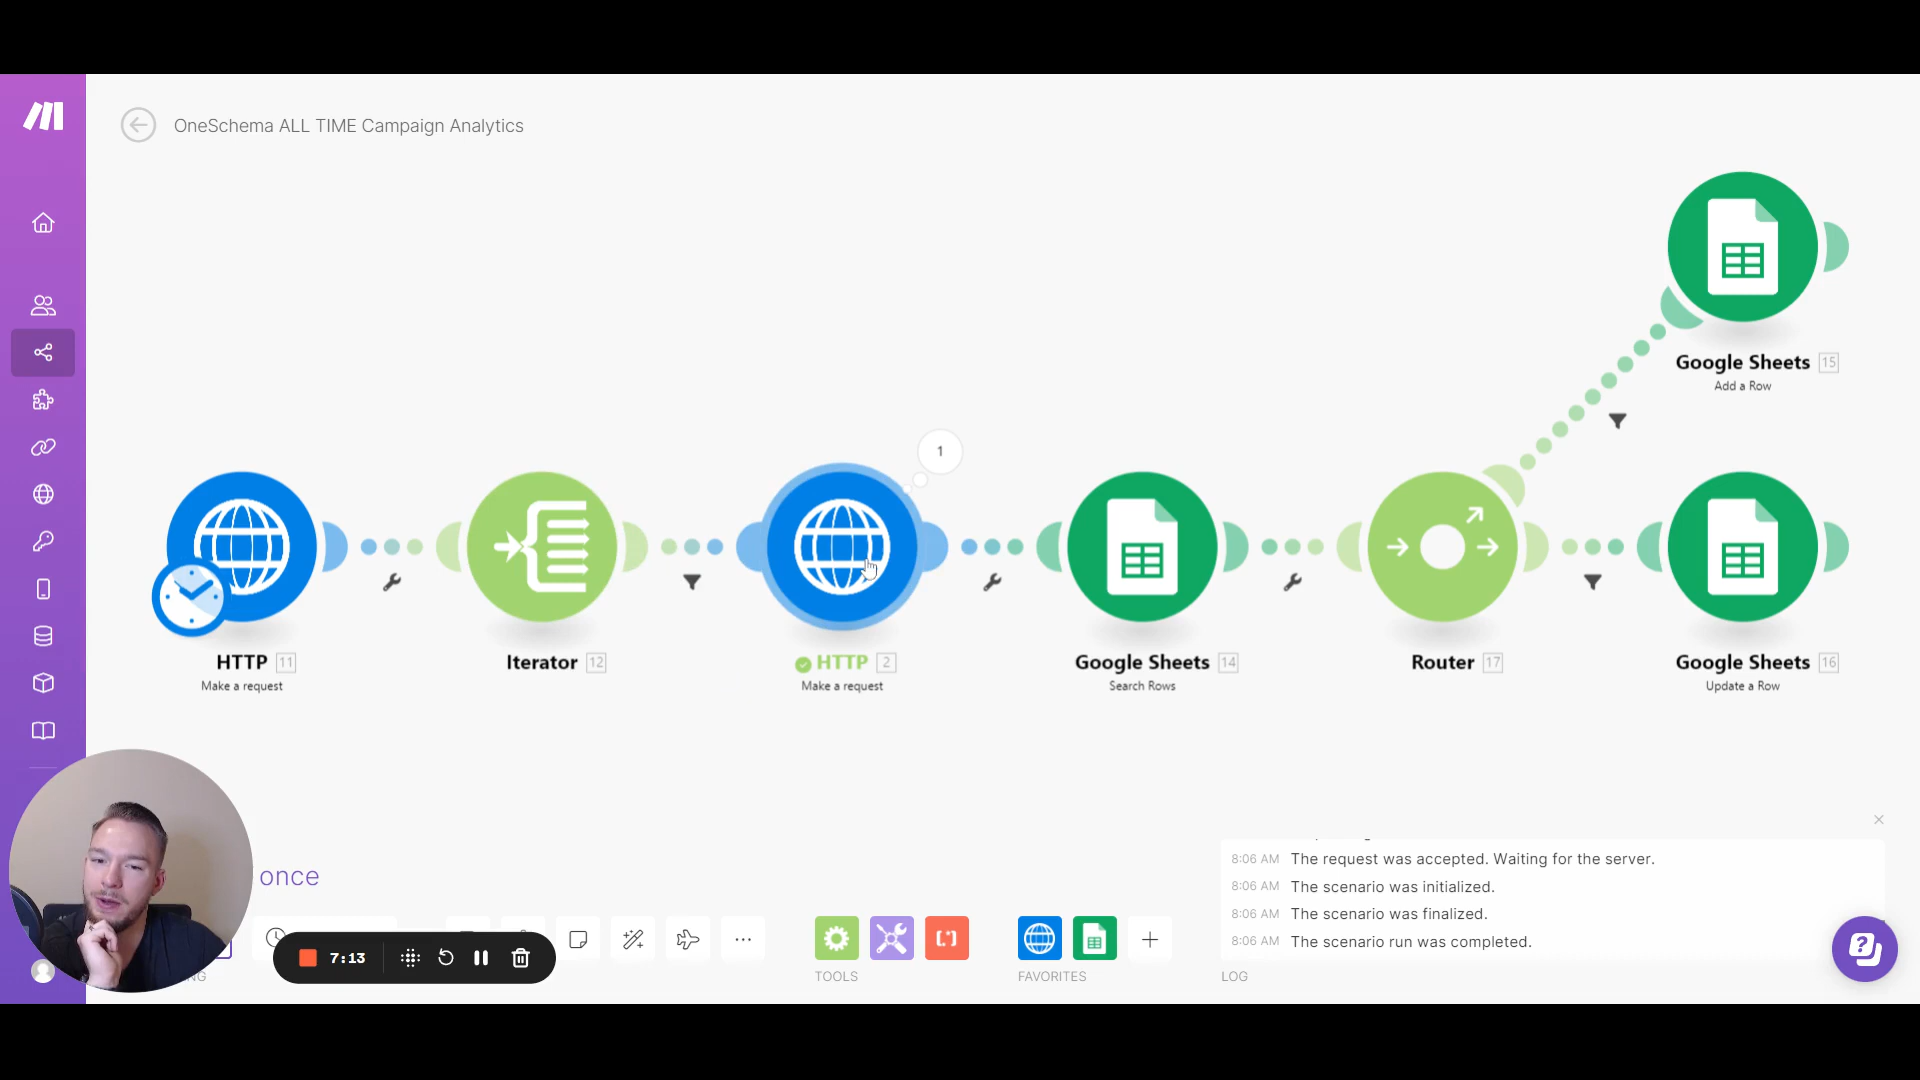 OneSchema ALL TIME Campaign Analytics
Google Sheets 15
Add a Row
1
HTTP 11
Make a request
Iterator 12
HTTP 2
Make a request
Google Sheets 14
Search Rows
Router 17
Google Sheets 16
Update a Row
once
7:13
TOOLS
FAVORITES
8:06 AM The request was accepted. Waiting for the server.
8:06 AM The scenario was initialized.
8:06 AM The scenario was finalized.
8:06 AM The scenario run was completed.
LOG